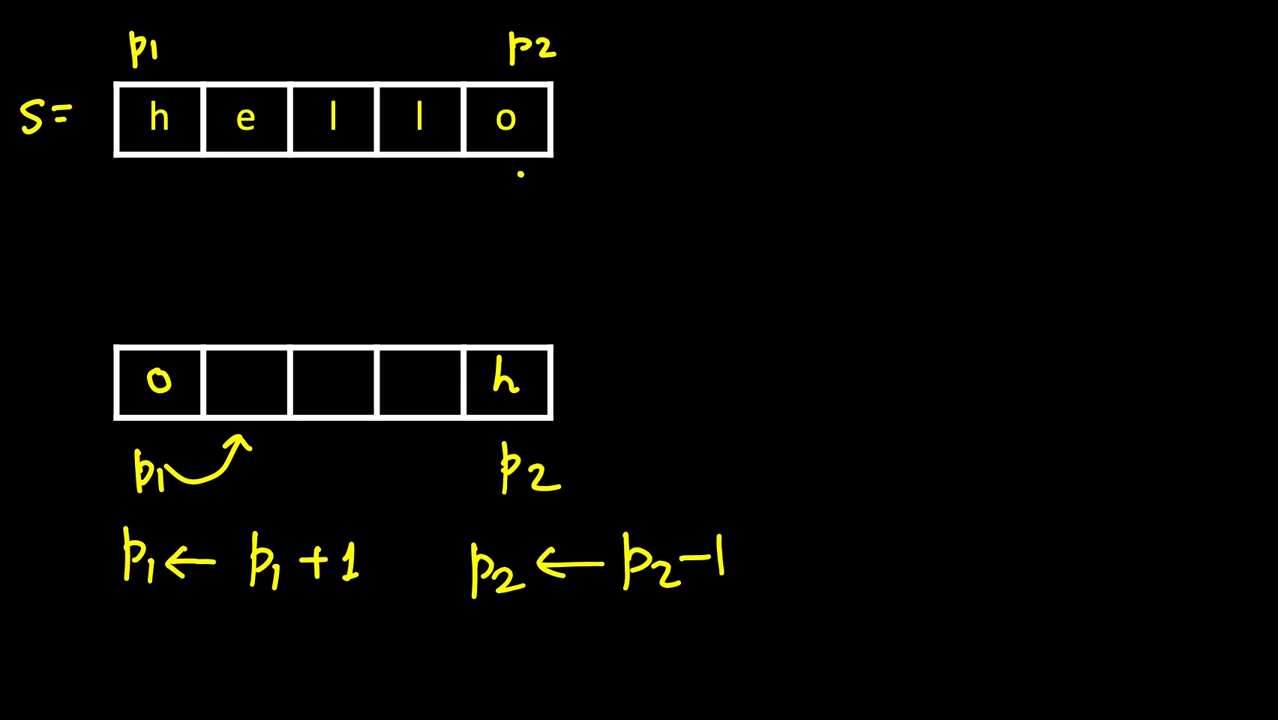 p1 p2
S= h e l l o
o h
p1 p2
p1 ← p1 + 1 p2 ← p2 - 1